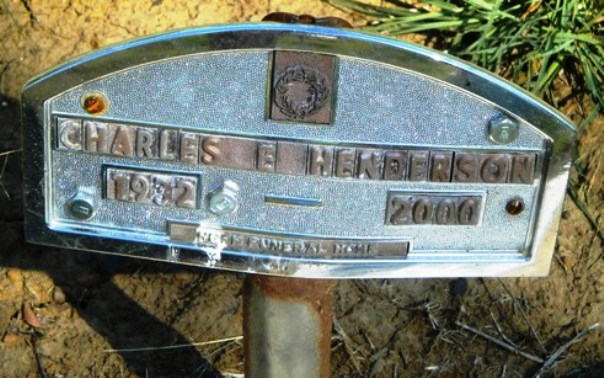 CHARLES E HENDERSON
1932 2000
FUNERAL HOME